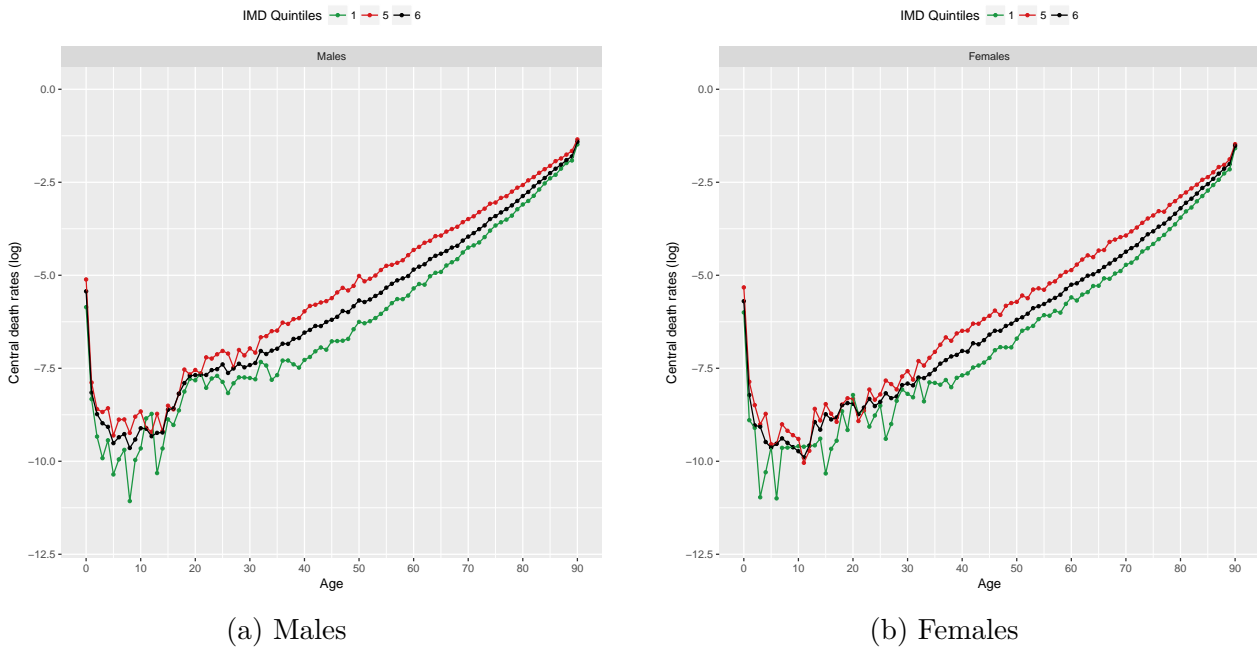 IMD Quintiles 1 5 6
Males
Central death rates (log)
0.0
−2.5
−5.0
−7.5
−10.0
−12.5
0 10 20 30 40 50 60 70 80 90
Age
(a) Males
IMD Quintiles 1 5 6
Females
Central death rates (log)
0.0
−2.5
−5.0
−7.5
−10.0
−12.5
0 10 20 30 40 50 60 70 80 90
Age
(b) Females